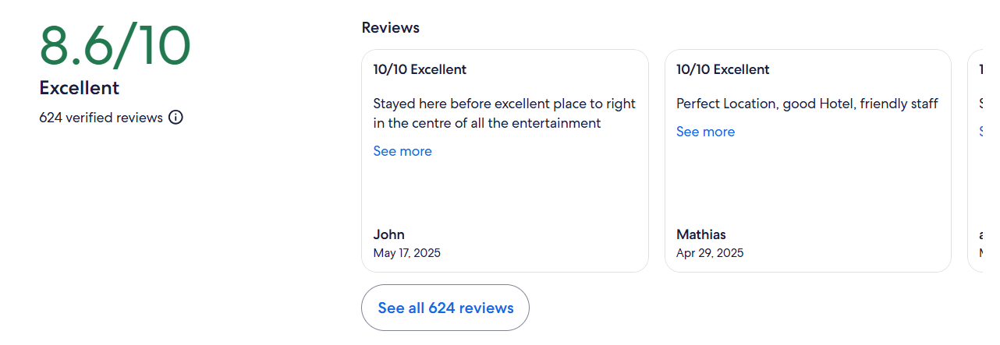 8.6/10
Excellent
624 verified reviews
Reviews
10/10 Excellent
Stayed here before excellent place to right
in the centre of all the entertainment
See more
John
May 17, 2025
10/10 Excellent
Perfect Location, good Hotel, friendly staff
See more
Mathias
Apr 29, 2025
See all 624 reviews